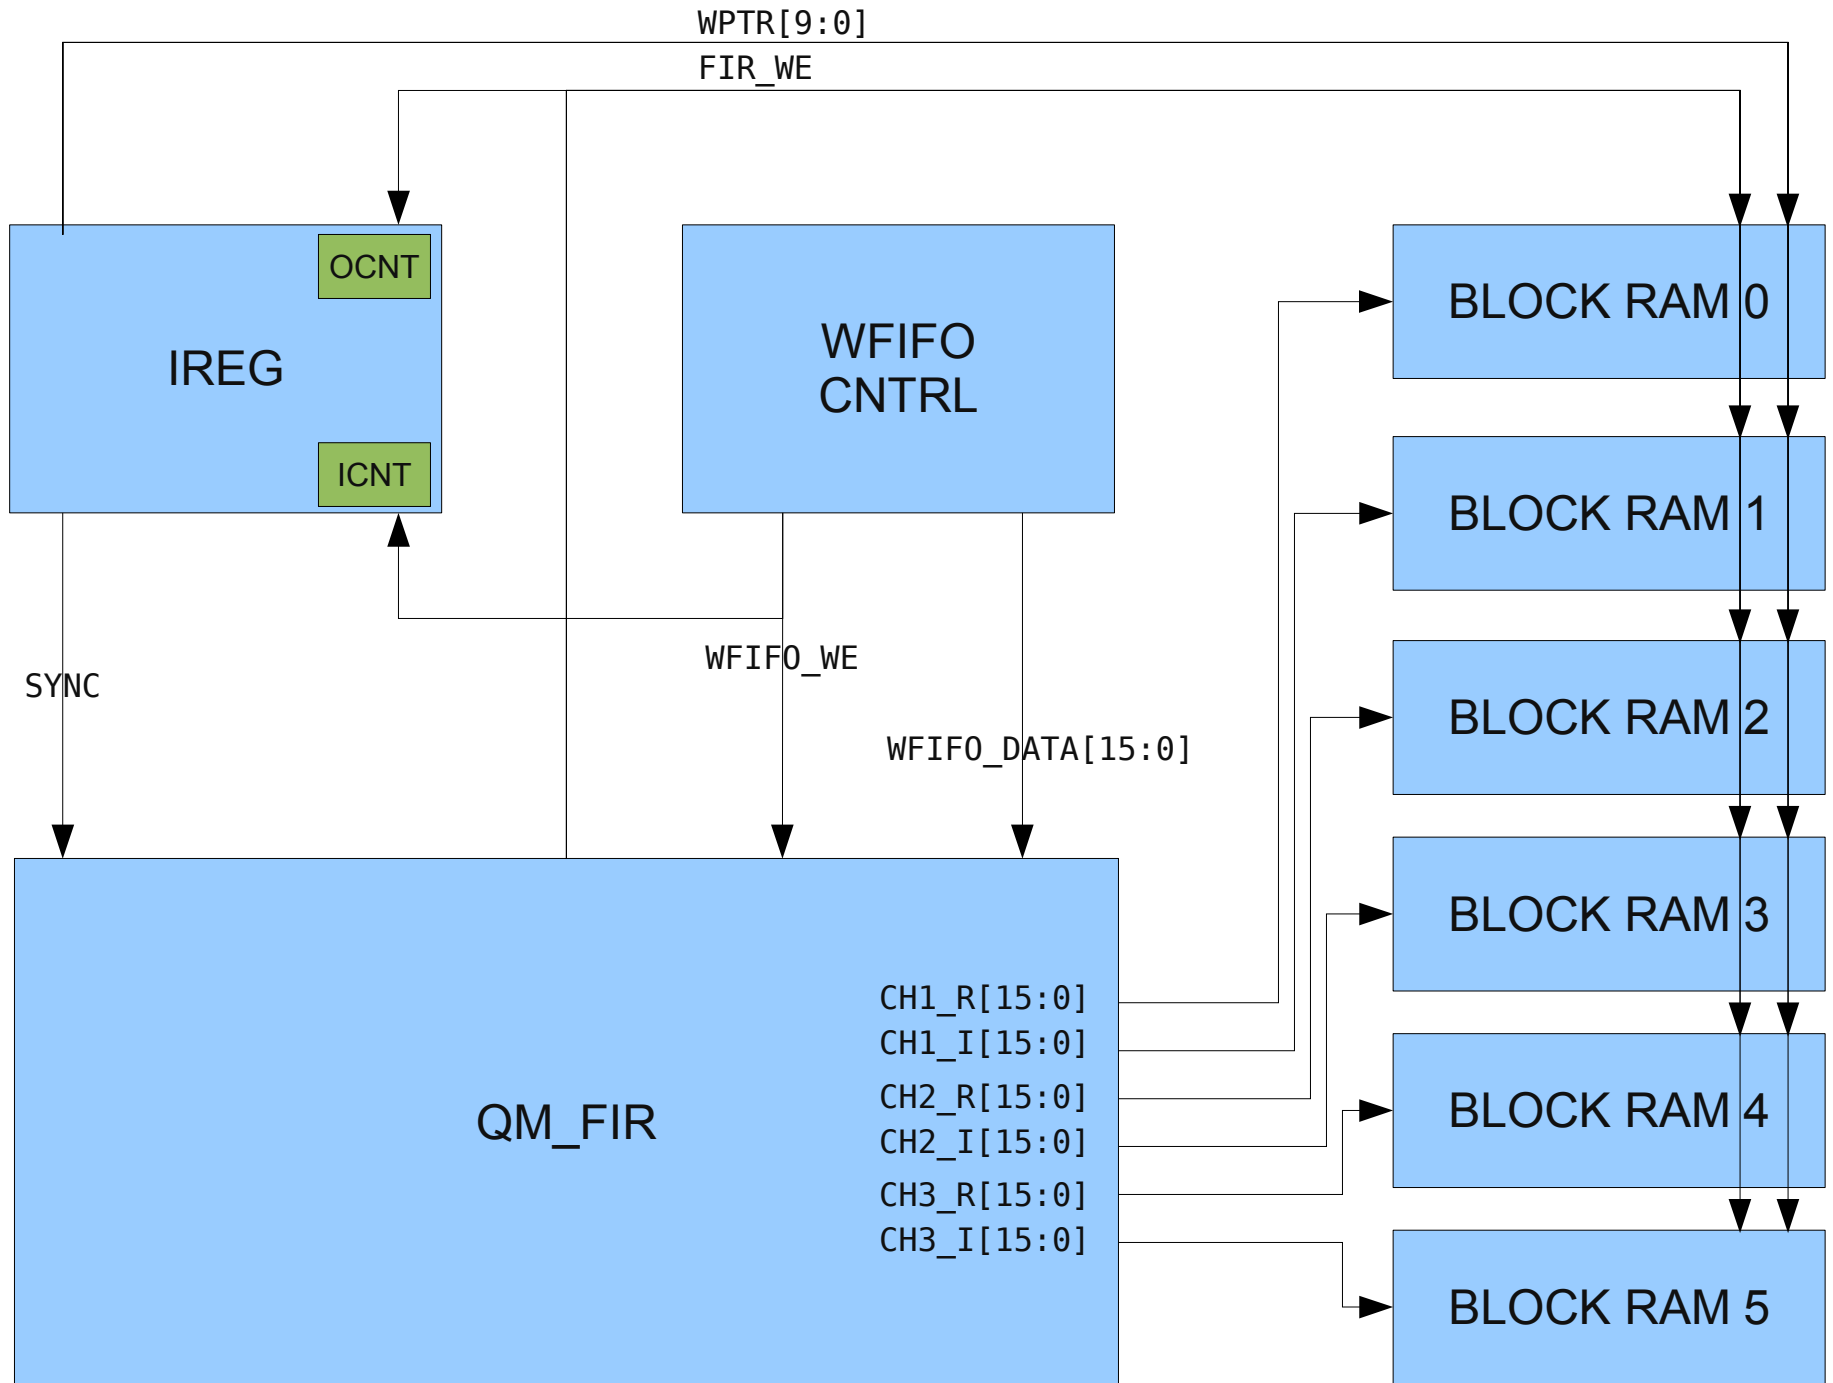 WPTR[9:0]
FIR_WE
OCNT
IREG
ICNT
WFIFO
CNTRL
BLOCK RAM 0
BLOCK RAM 1
WFIFO_WE
SYNC
WFIFO_DATA[15:0]
BLOCK RAM 2
BLOCK RAM 3
CH1_R[15:0]
CH1_I[15:0]
CH2_R[15:0]
CH2_I[15:0]
CH3_R[15:0]
CH3_I[15:0]
QM_FIR
BLOCK RAM 4
BLOCK RAM 5